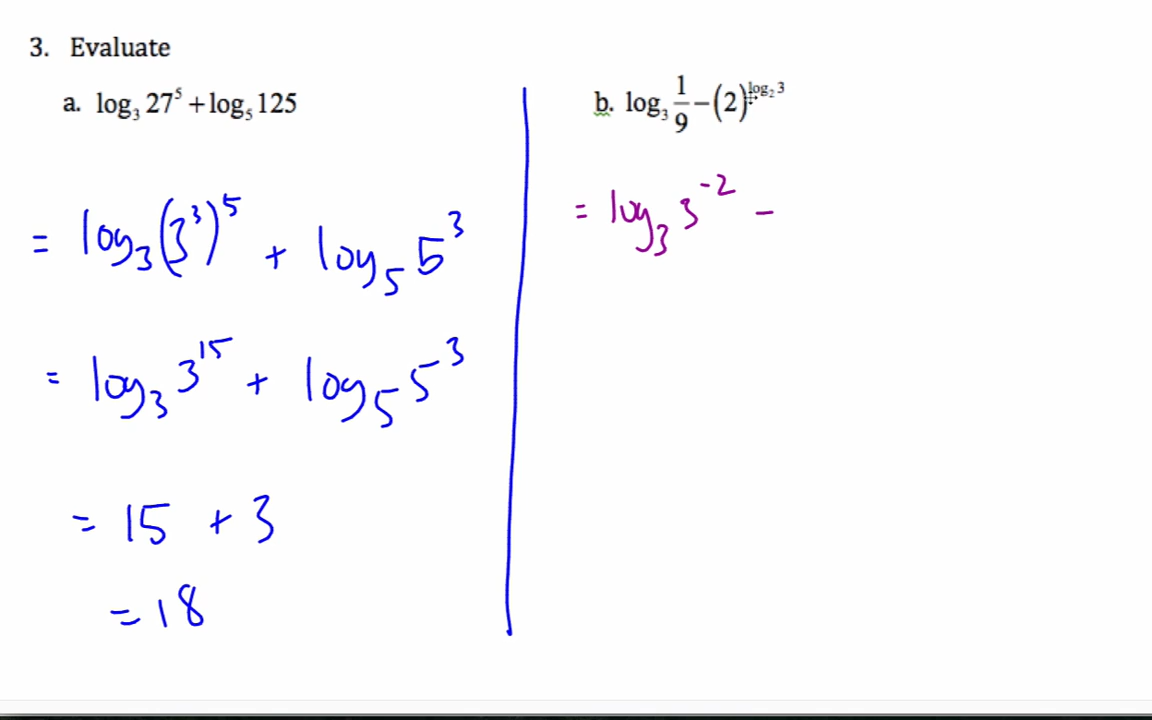 3. Evaluate
a. log₃ 27⁵ + log₅ 125
= log₃(3³)⁵ + log₅ 5³
= log₃ 3¹⁵ + log₅ 5³
= 15 + 3
= 18
b. log₃ 1/9 − (2)^(log₂ 3)
= log₃ 3⁻² −